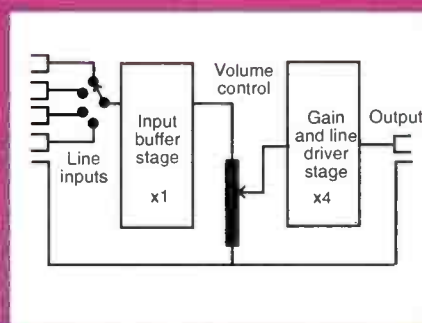 Volume
control
Input
buffer
stage
x1
Gain
and line
driver
stage
x4
Output
Line
inputs